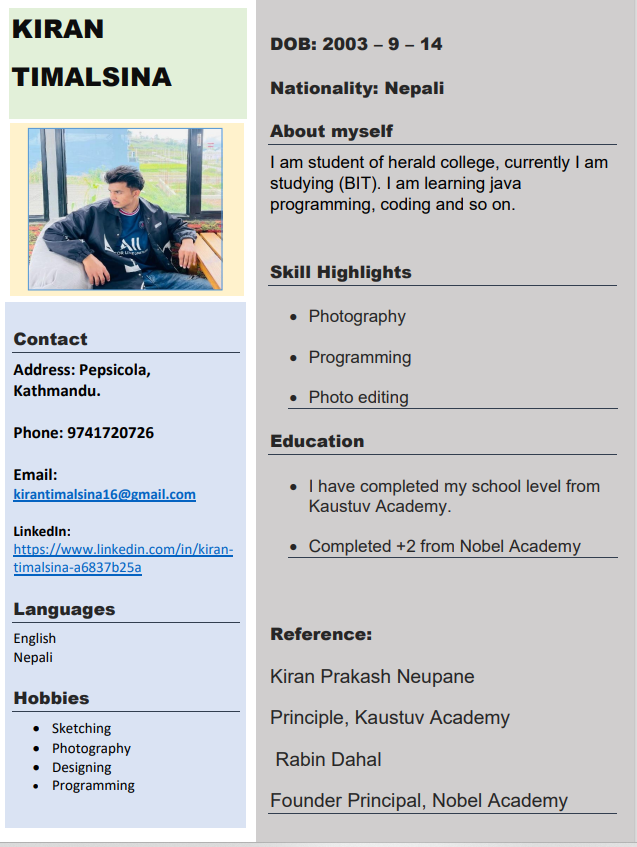 KIRAN
TIMALSINA
All
Contact
Address: Pepsicola,
Kathmandu.
Phone: 9741720726
Email:
kirantimalsina16@gmail.com
LinkedIn:
https://www.linkedin.com/in/kiran-
timalsina-a6837b25a
Languages
English
Nepali
Hobbies
• Sketching
• Photography
• Designing
• Programming
DOB: 2003 – 9 – 14
Nationality: Nepali
About myself
I am student of herald college, currently I am
studying (BIT). I am learning java
programming, coding and so on.
Skill Highlights
• Photography
• Programming
• Photo editing
Education
• I have completed my school level from
Kaustuv Academy.
• Completed +2 from Nobel Academy
Reference:
Kiran Prakash Neupane
Principle, Kaustuv Academy
Rabin Dahal
Founder Principal, Nobel Academy